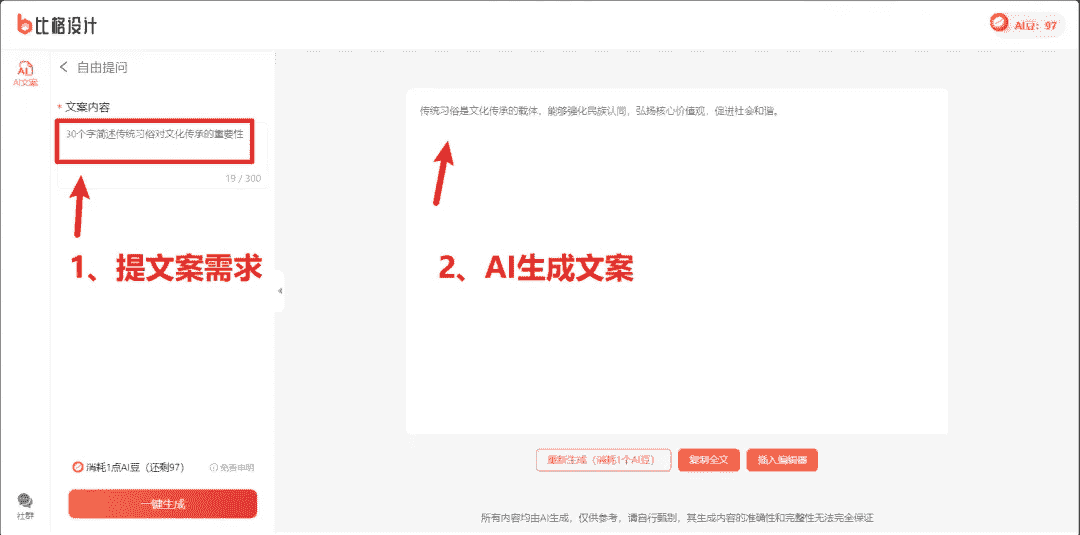 比格设计
AI豆：97
AI
AI文案
自由提问
* 文案内容
30个字简述传统习俗对文化传承的重要性
19 / 300
1、提文案需求
传统习俗是文化传承的载体，能够强化民族认同，弘扬核心价值观，促进社会和谐。
2、AI生成文案
消耗1点AI豆（还剩97）
免责申明
一键生成
社群
重新生成（消耗1个AI豆）
复制全文
插入编辑器
所有内容均由AI生成，仅供参考，请自行甄别，其生成内容的准确性和完整性无法完全保证